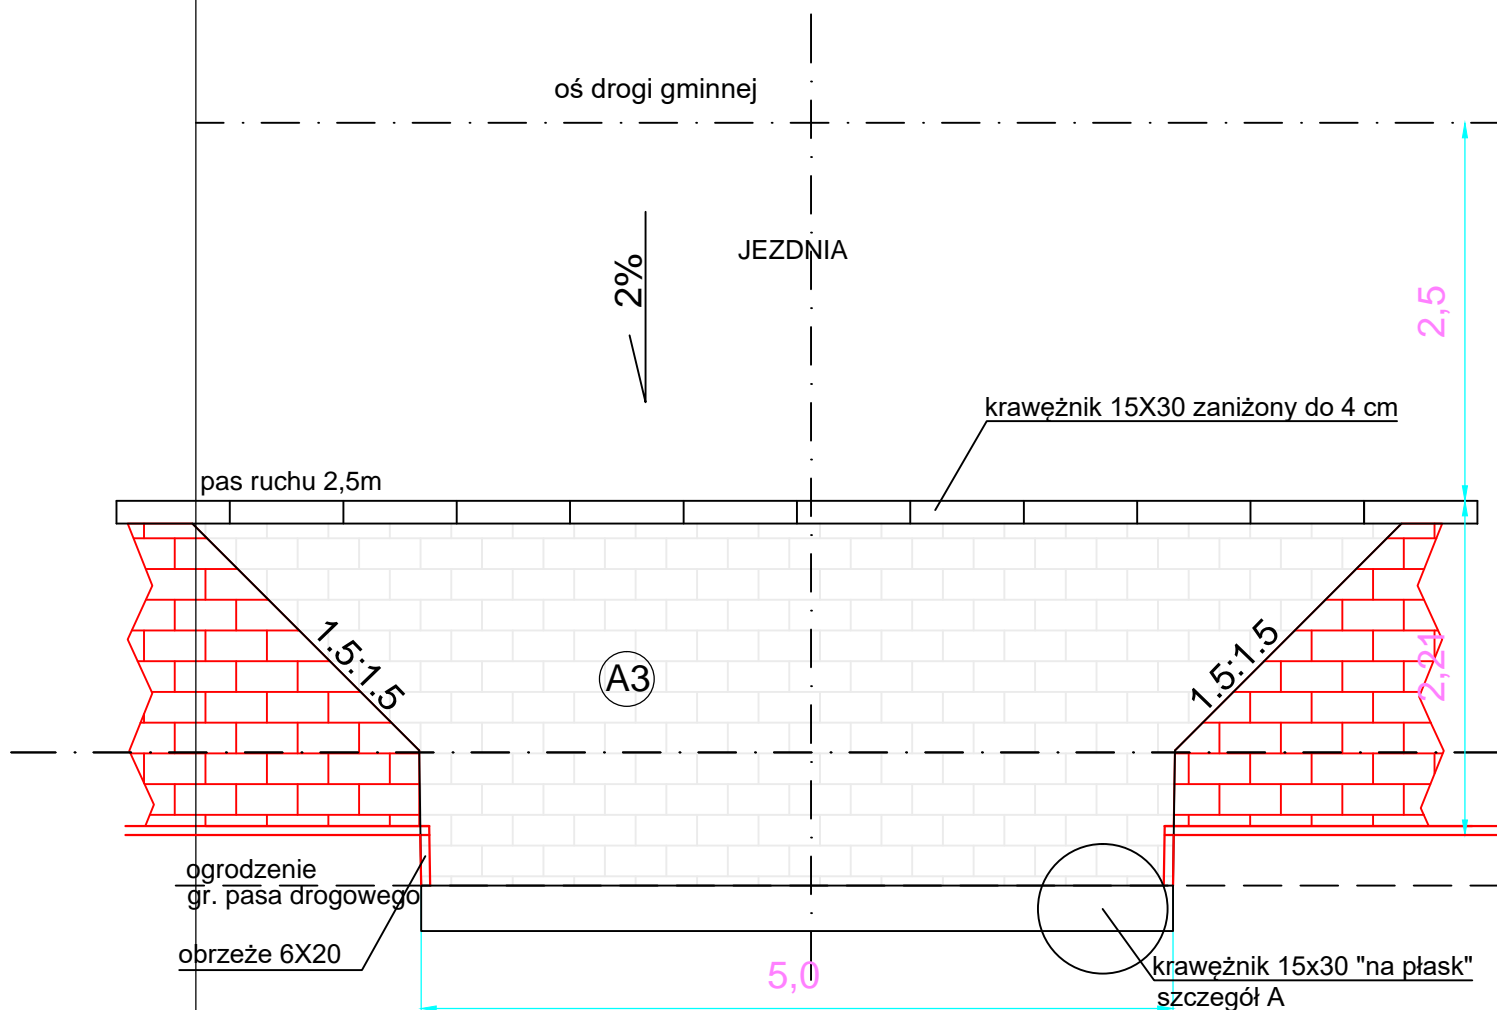 oś drogi gminnej
JEZDNIA
2%
2,5
krawężnik 15X30 zaniżony do 4 cm
pas ruchu 2,5m
1.5:1.5
A3
1.5:1.5
2,21
ogrodzenie
gr. pasa drogowego
obrzeże 6X20
5,0
krawężnik 15x30 "na płask"
szczegół A